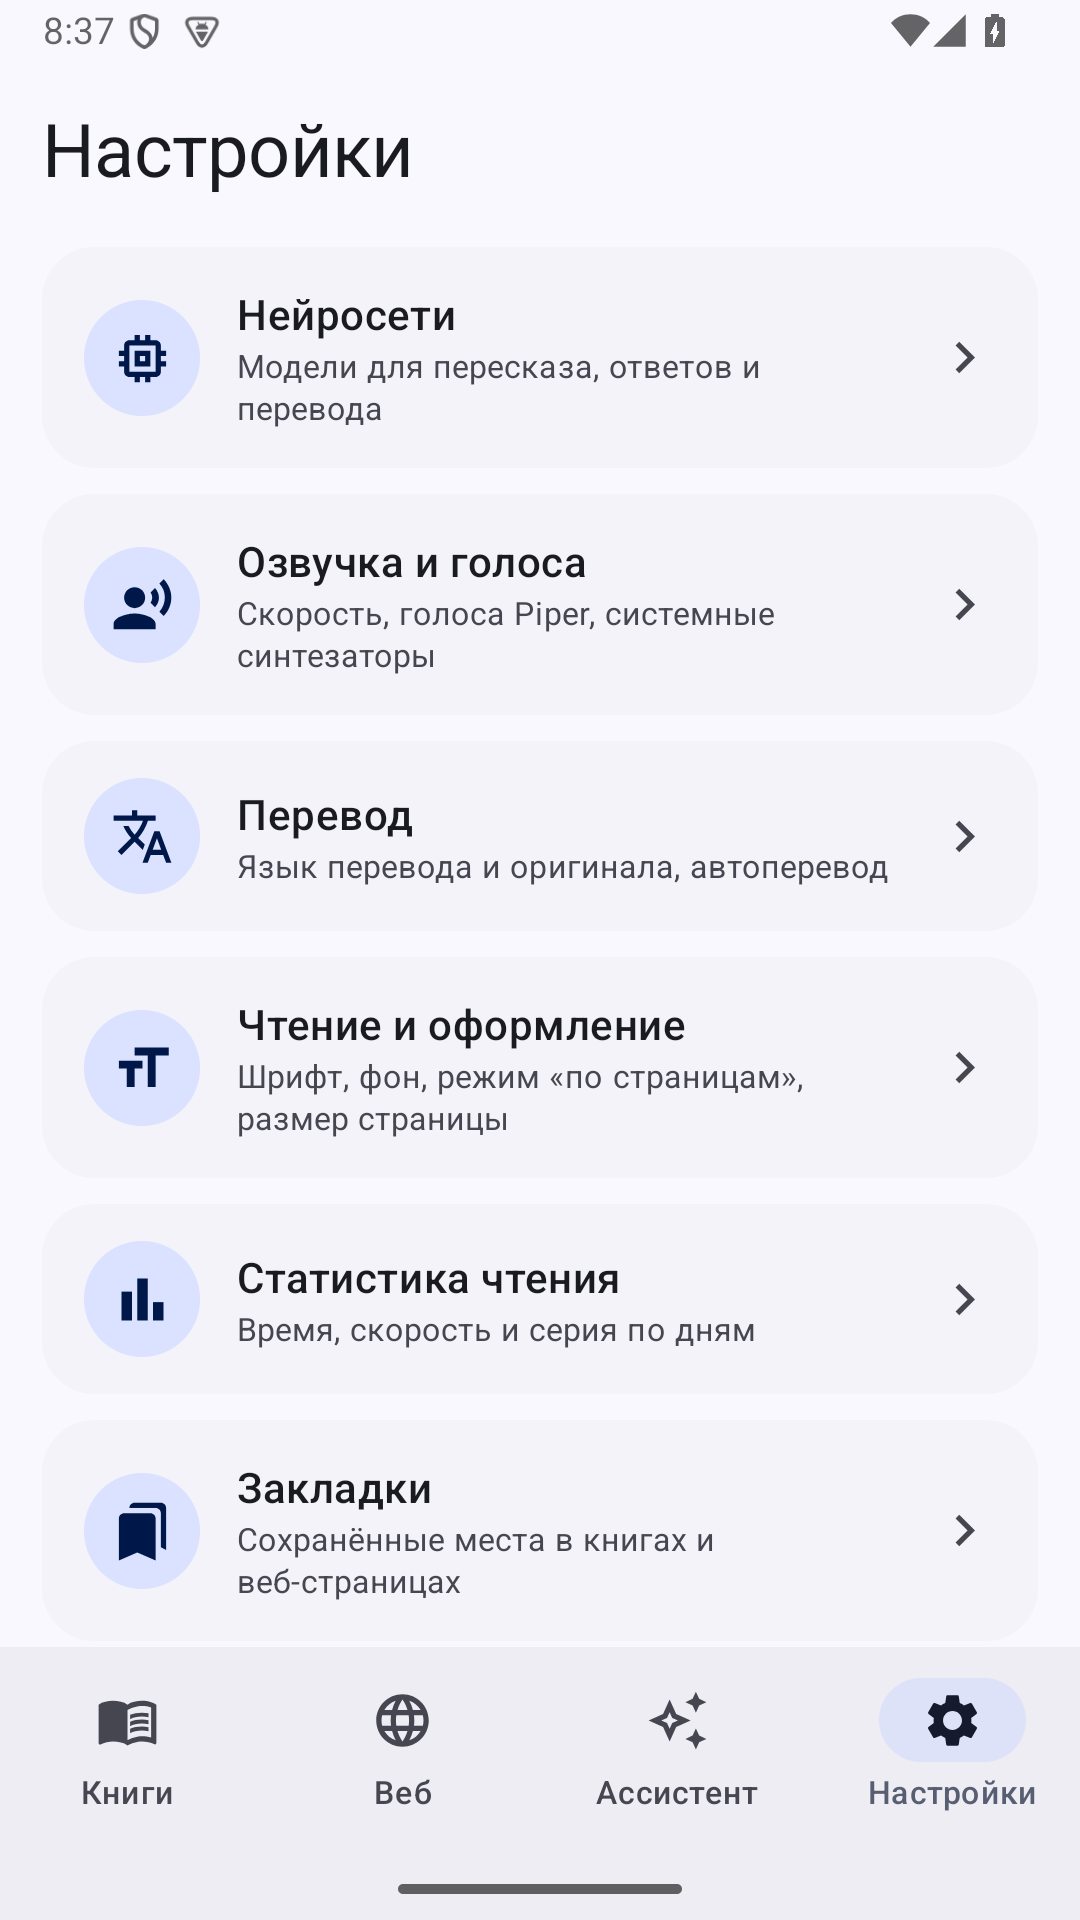 8:37
Настройки
Нейросети
Модели для пересказа, ответов и
перевода
Озвучка и голоса
Скорость, голоса Piper, системные
синтезаторы
Перевод
Язык перевода и оригинала, автоперевод
Чтение и оформление
Шрифт, фон, режим «по страницам»,
размер страницы
Статистика чтения
Время, скорость и серия по дням
Закладки
Сохранённые места в книгах и
веб-страницах
Книги
Веб
Ассистент
Настройки